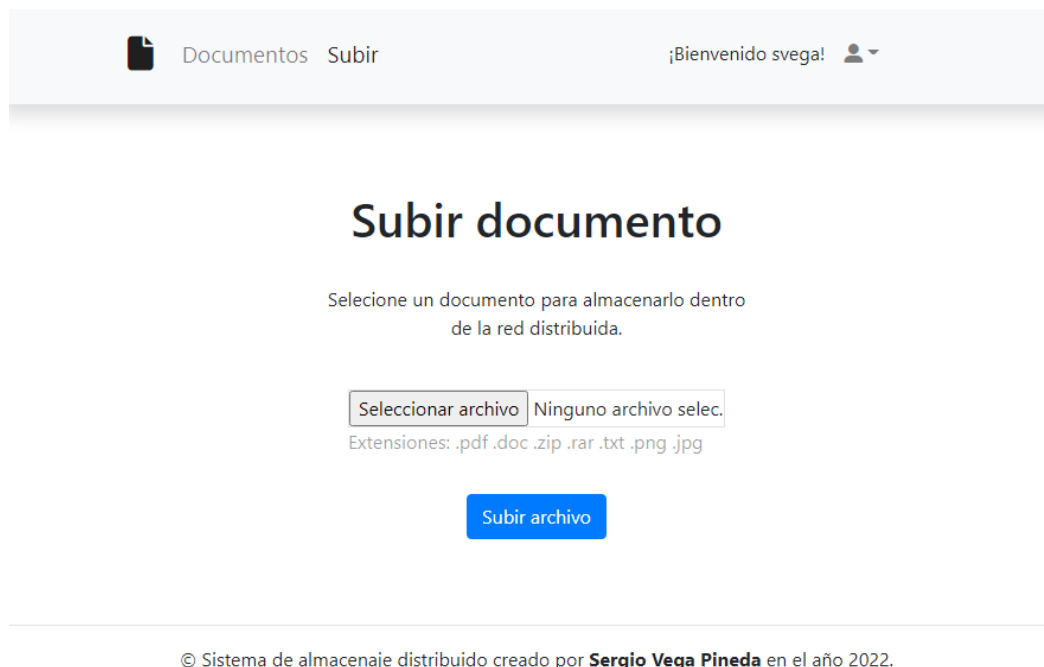 Documentos Subir ¡Bienvenido svega!
Subir documento
Selecione un documento para almacenarlo dentro
de la red distribuida.
Seleccionar archivo Ninguno archivo selec.
Extensiones: .pdf .doc .zip .rar .txt .png .jpg
Subir archivo
© Sistema de almacenaje distribuido creado por Sergio Vega Pineda en el año 2022.